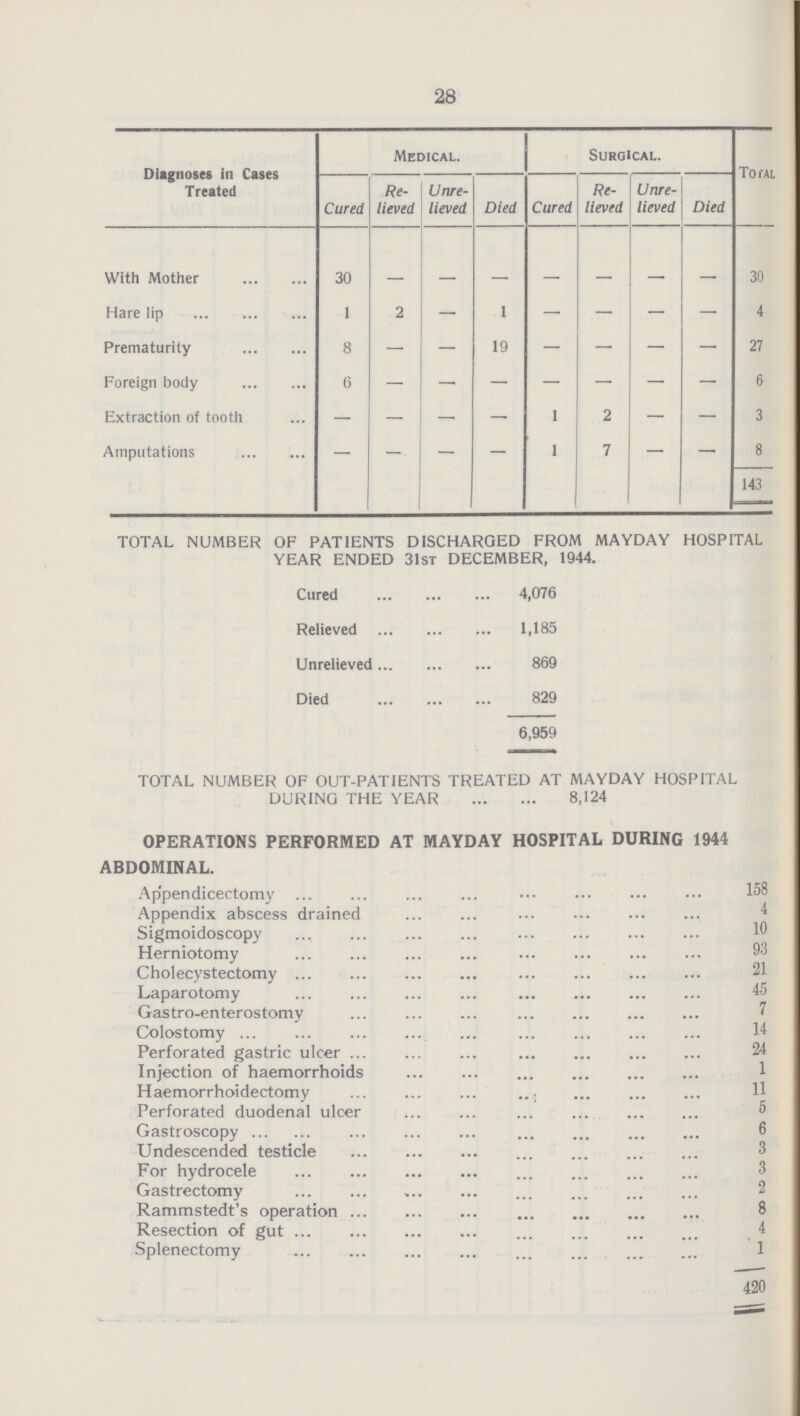 28
Diagnoses in Cases Treated | MEDICAL. | SURGICAL. | TOTAL
Cured | Re-lieved | Unre-lieved | Died | Cured | Re-lieved | Unre-lieved | Died
With Mother ... ... 30 — — — — — — — 30
Hare lip ... ... ... 1 2 — 1 — — — — 4
Prematurity ... ... 8 — — 19 — — — — 27
Foreign body ... ... 6 — — — — — — — 6
Extraction of tooth ... — — — — 1 2 — — 3
Amputations ... ... — — — — 1 7 — — 8
143
TOTAL NUMBER OF PATIENTS DISCHARGED FROM MAYDAY HOSPITAL
YEAR ENDED 31ST DECEMBER, 1944.
Cured ... ... ... 4,076
Relieved ... ... ... 1,185
Unrelieved ... ... ... 869
Died ... ... ... 829
6,959
TOTAL NUMBER OF OUT-PATIENTS TREATED AT MAYDAY HOSPITAL
DURING THE YEAR ... ... 8,124
OPERATIONS PERFORMED AT MAYDAY HOSPITAL DURING 1944
ABDOMINAL.
Appendicectomy ... ... ... ... ... ... ... ... 158
Appendix abscess drained ... ... ... ... ... ... 4
Sigmoidoscopy ... ... ... ... ... ... ... ... 10
Herniotomy ... ... ... ... ... ... ... ... 93
Cholecystectomy ... ... ... ... ... ... ... ... 21
Laparotomy ... ... ... ... ... ... ... ... 45
Gastro-enterostomy ... ... ... ... ... ... ... 7
Colostomy ... ... ... ... ... ... ... ... ... 14
Perforated gastric ulcer ... ... ... ... ... ... ... 24
Injection of haemorrhoids ... ... ... ... ... ... 1
Haemorrhoidectomy ... ... ... ... ... ... ... 11
Perforated duodenal ulcer ... ... ... ... ... ... 5
Gastroscopy ... ... ... ... ... ... ... ... ... 6
Undescended testicle ... ... ... ... ... ... ... 3
For hydrocele ... ... ... ... ... ... ... ... 3
Gastrectomy ... ... ... ... ... ... ... ... 2
Rammstedt's operation ... ... ... ... ... ... ... 8
Resection of gut ... ... ... ... ... ... ... ... 4
Splenectomy ... ... ... ... ... ... ... ... 1
420